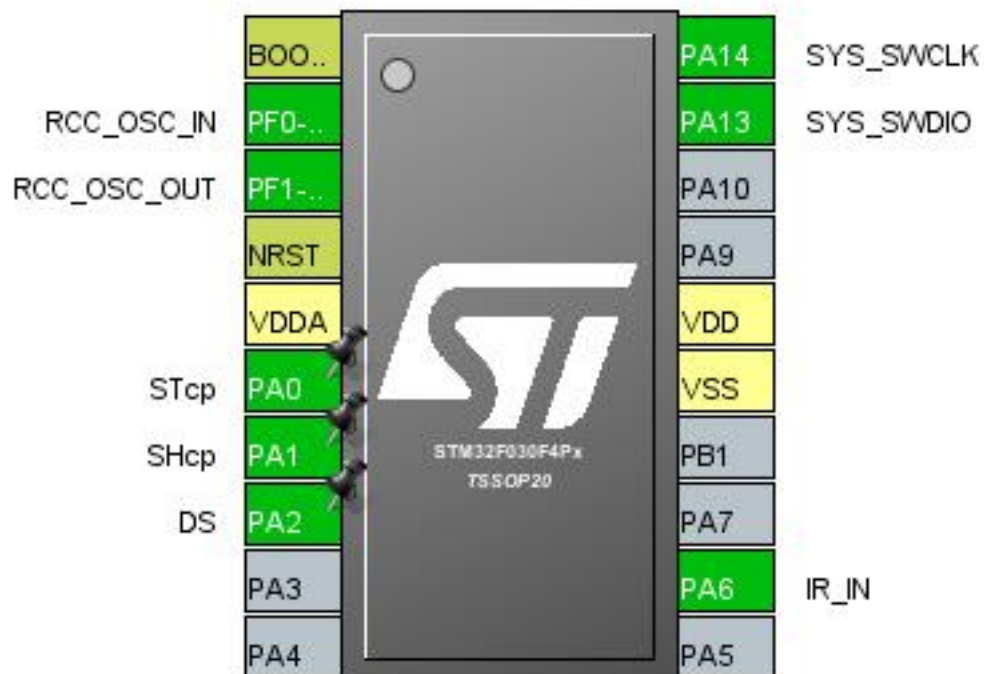 BOO..
RCC_OSC_IN PF0-..
RCC_OSC_OUT PF1-..
NRST
VDDA
STcp PA0
SHcp PA1
DS PA2
PA3
PA4
ST
STM32F030F4Px
TSSOP20
PA14 SYS_SWCLK
PA13 SYS_SWDIO
PA10
PA9
VDD
VSS
PB1
PA7
PA6 IR_IN
PA5